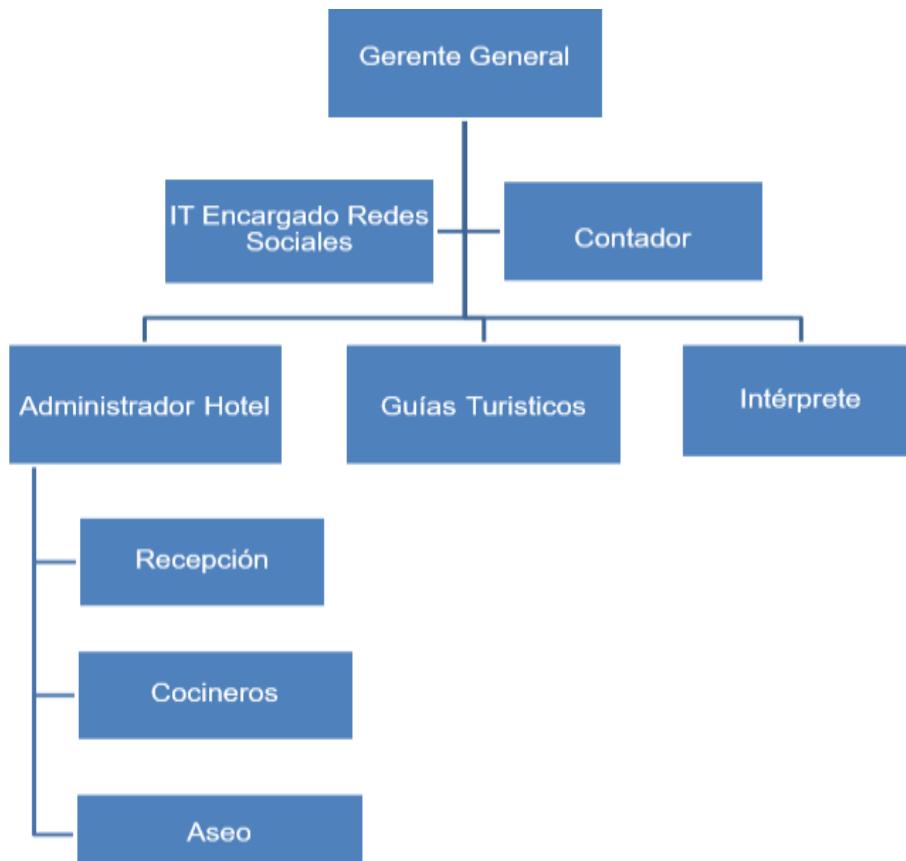 Gerente General
IT Encargado Redes
Sociales
Contador
Administrador Hotel
Guías Turisticos
Intérprete
Recepción
Cocineros
Aseo